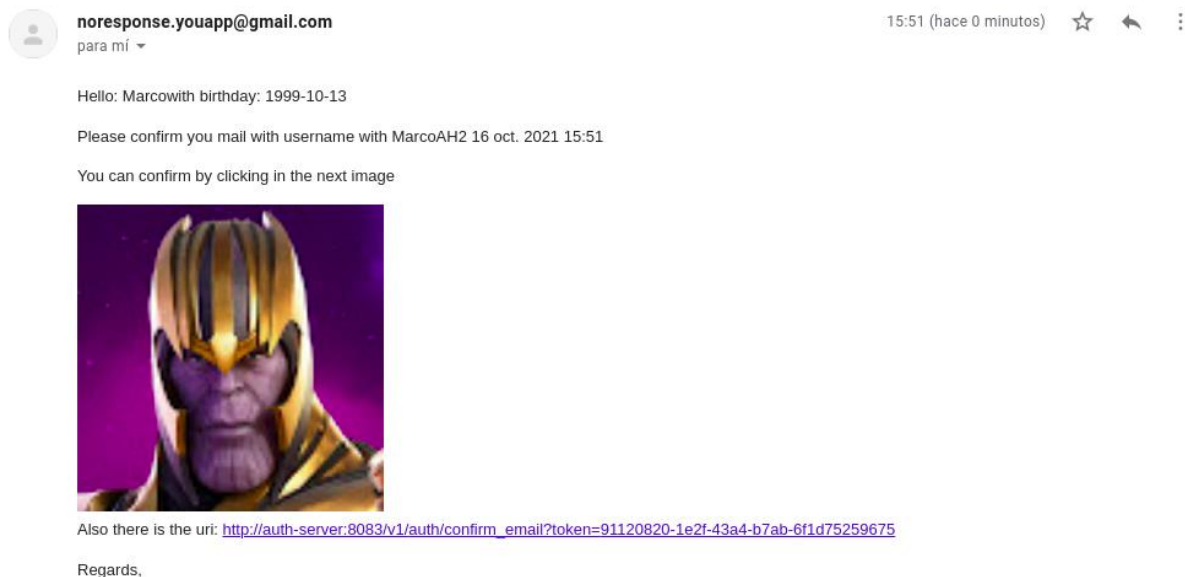 noresponse.youapp@gmail.com
15:51 (hace 0 minutos)
para mí
Hello: Marcowith birthday: 1999-10-13
Please confirm you mail with username with MarcoAH2 16 oct. 2021 15:51
You can confirm by clicking in the next image
Also there is the uri: http://auth-server:8083/v1/auth/confirm_email?token=91120820-1e2f-43a4-b7ab-6f1d75259675
Regards,